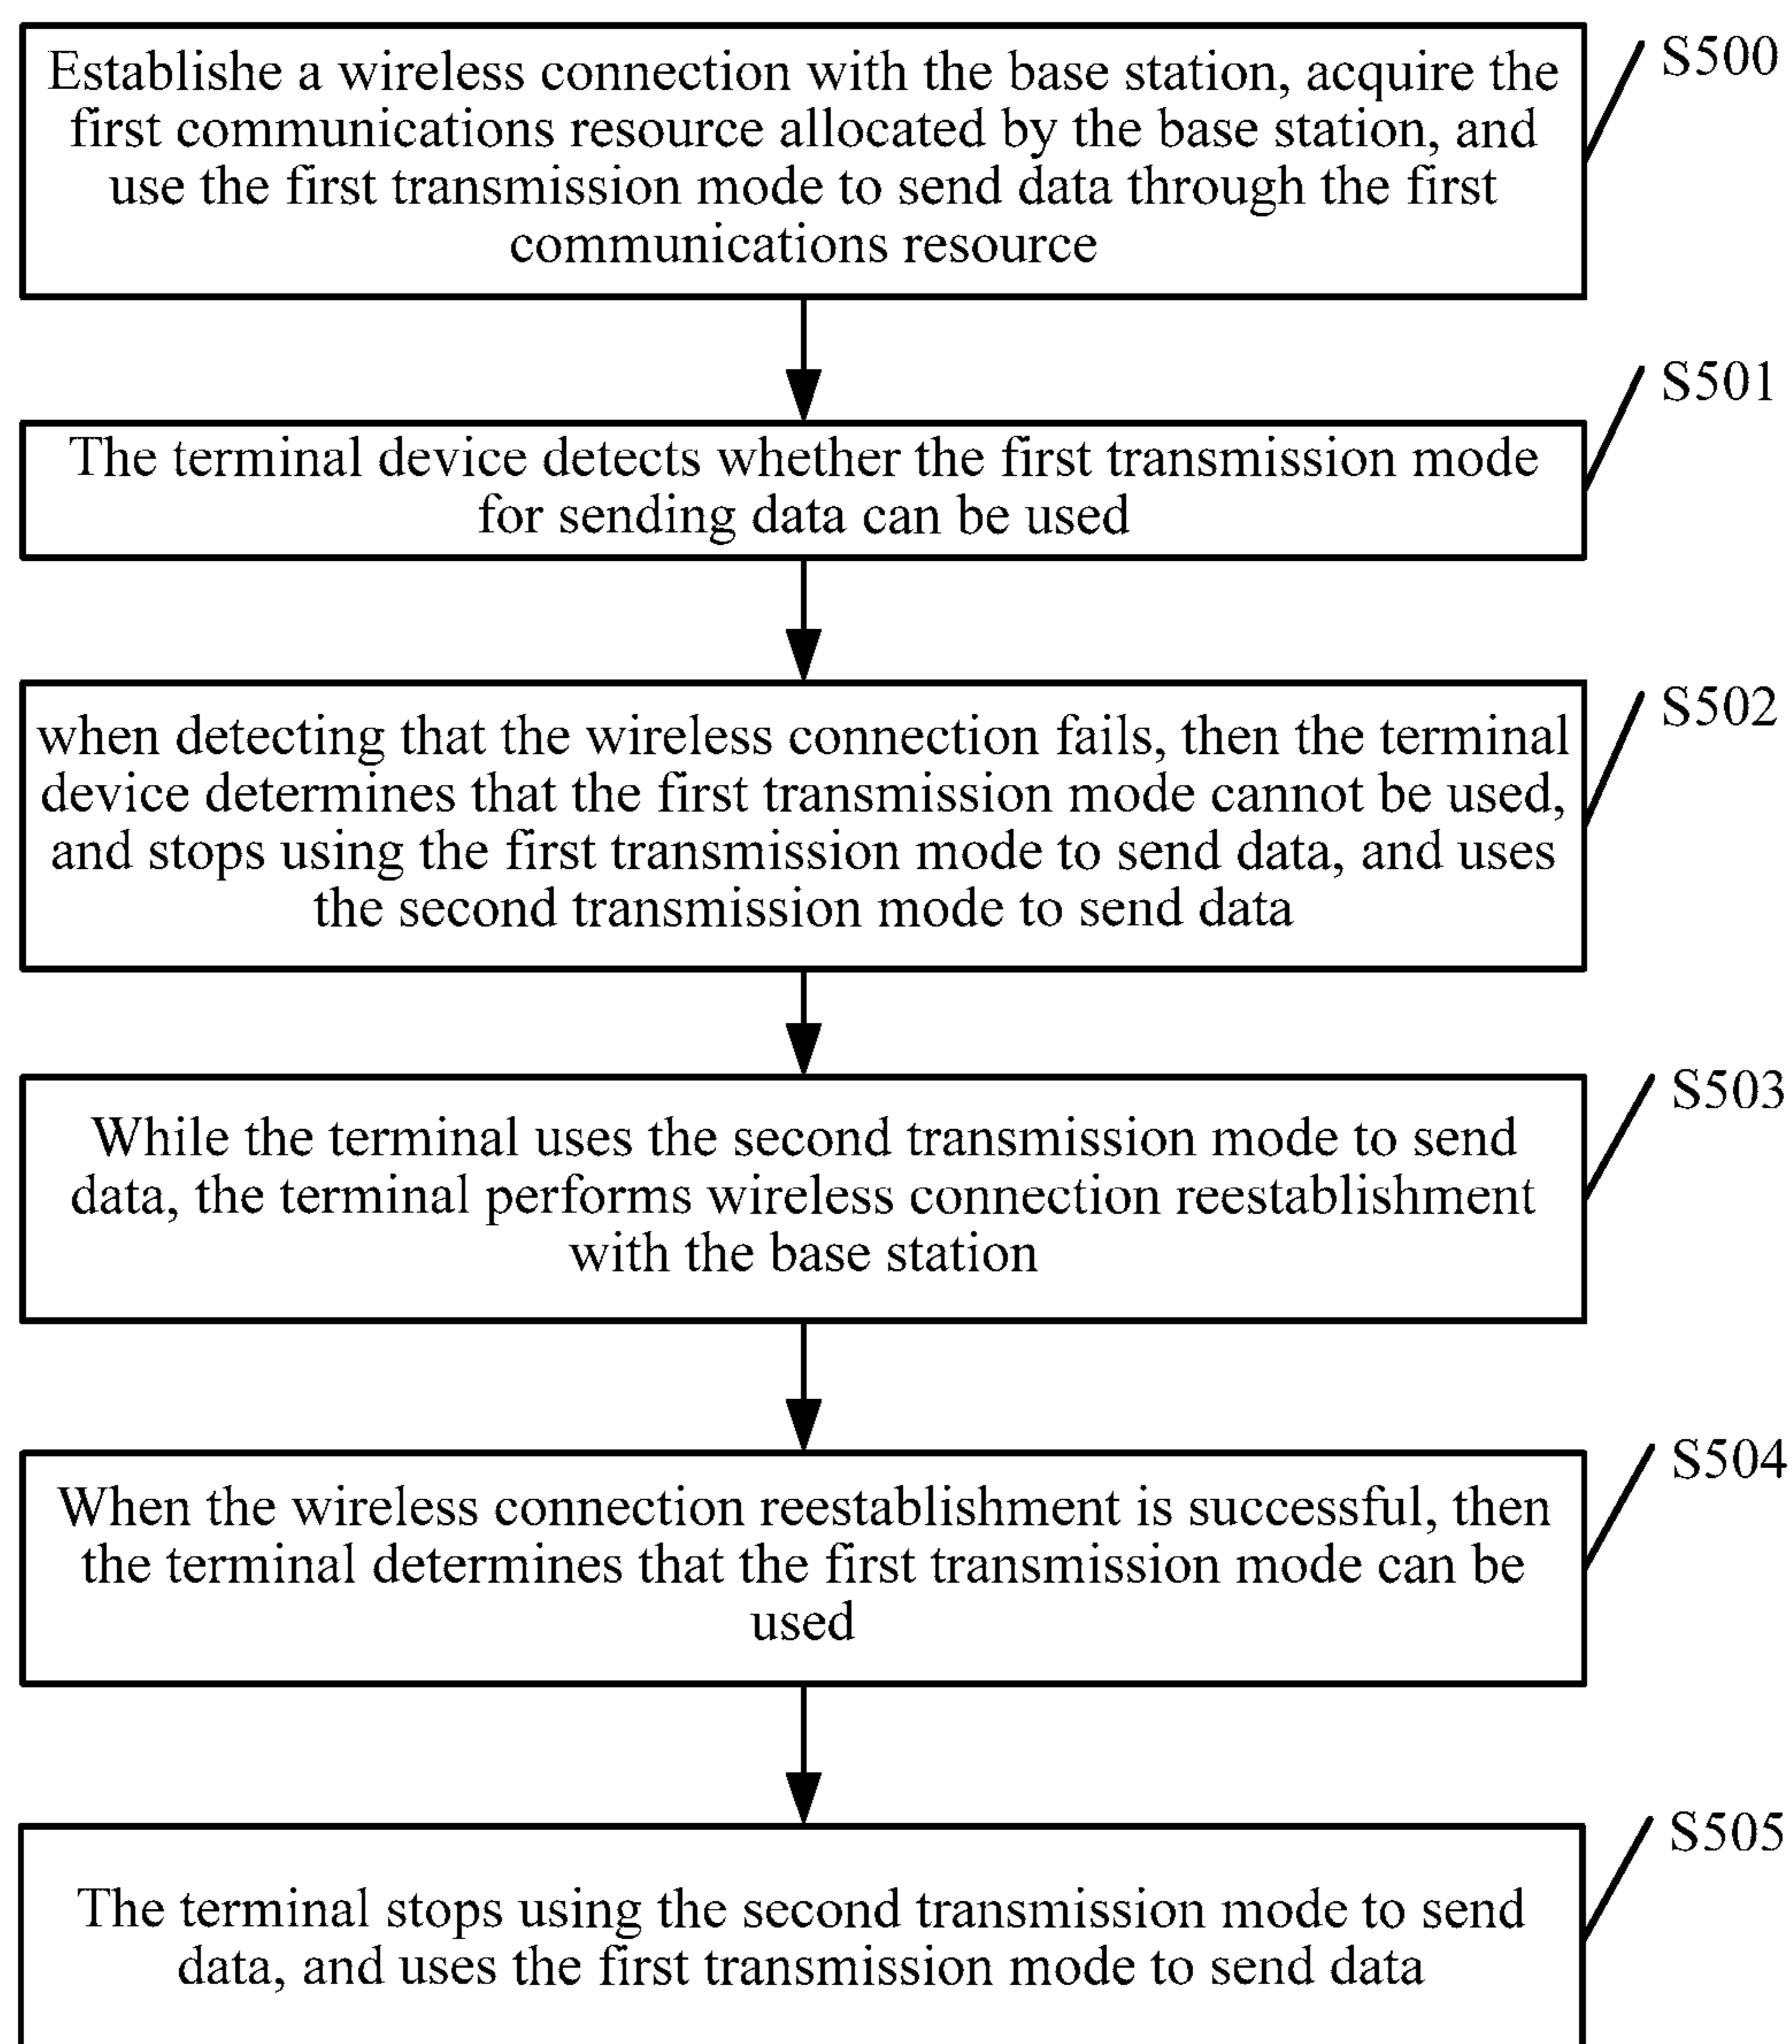 Establishe a wireless connection with the base station, acquire the
first communications resource allocated by the base station, and
use the first transmission mode to send data through the first
communications resource
S500
The terminal device detects whether the first transmission mode
for sending data can be used
S501
when detecting that the wireless connection fails, then the terminal
device determines that the first transmission mode cannot be used,
and stops using the first transmission mode to send data, and uses
the second transmission mode to send data
S502
While the terminal uses the second transmission mode to send
data, the terminal performs wireless connection reestablishment
with the base station
S503
When the wireless connection reestablishment is successful, then
the terminal determines that the first transmission mode can be
used
S504
The terminal stops using the second transmission mode to send
data, and uses the first transmission mode to send data
S505